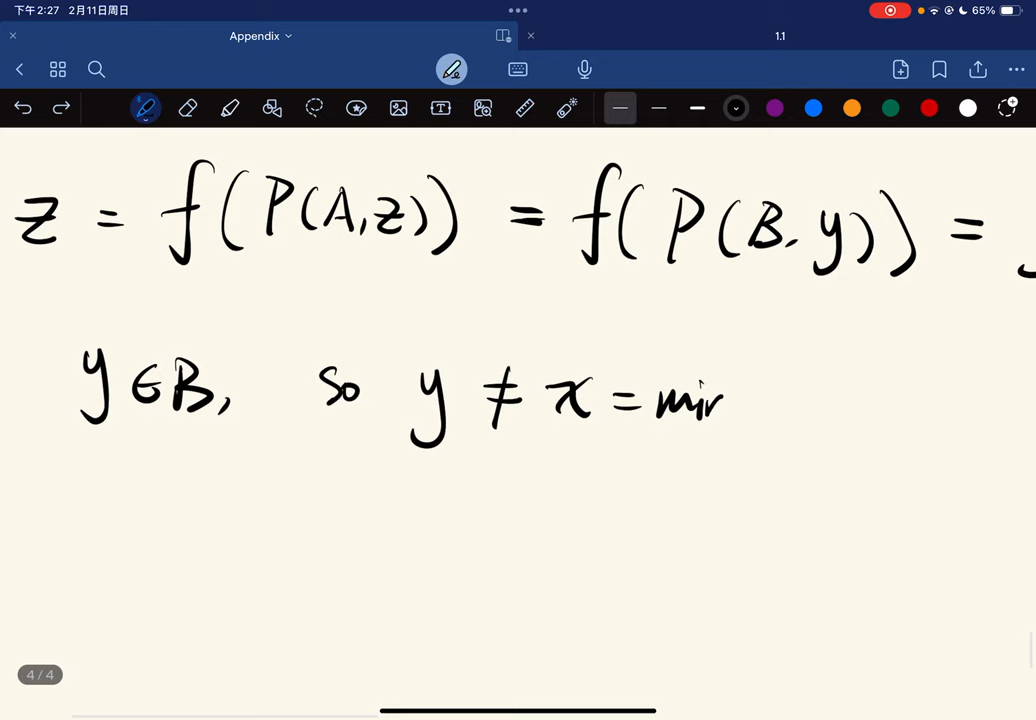 下午2:27 2月11日周日
65%
Appendix
1.1
z = f(P(A,z)) = f(P(B.y)) =
y ∈ B, so y ≠ x = min
4 / 4